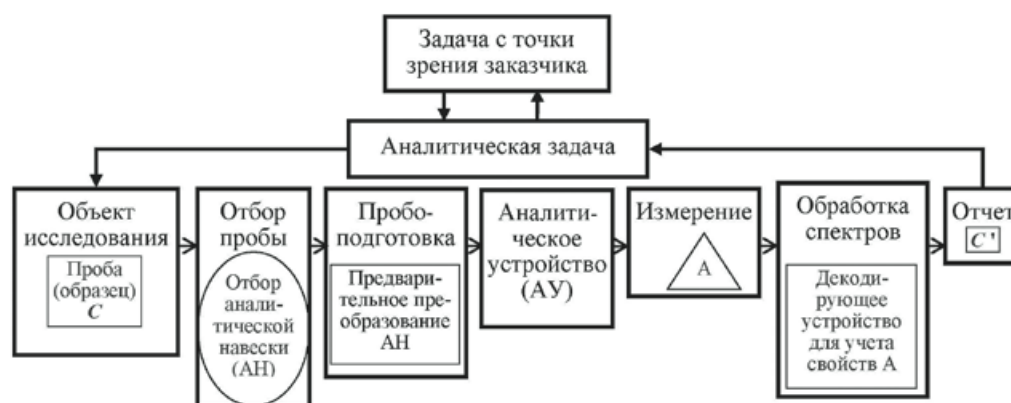 Задача с точки
зрения заказчика
Аналитическая задача
Объект
исследования
Проба
(образец)
C
Отбор
пробы
Отбор
анали-
тической
навески
(АН)
Пробо-
подготовка
Предвари-
тельное пре-
образование
АН
Аналити-
ческое
устройство
(АУ)
Измерение
А
Обработка
спектров
Декоди-
рующее
устройство
для учета
свойств А
Отчет
C'